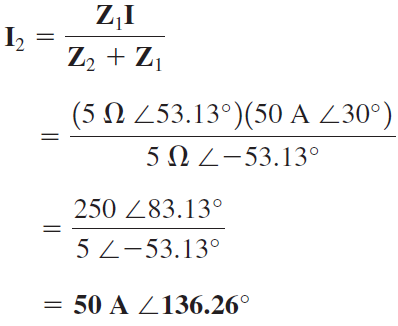 I₂ = Z₁I / (Z₂ + Z₁)
= (5 Ω ∠53.13°)(50 A ∠30°) / 5 Ω ∠−53.13°
= 250 ∠83.13° / 5 ∠−53.13°
= 50 A ∠136.26°